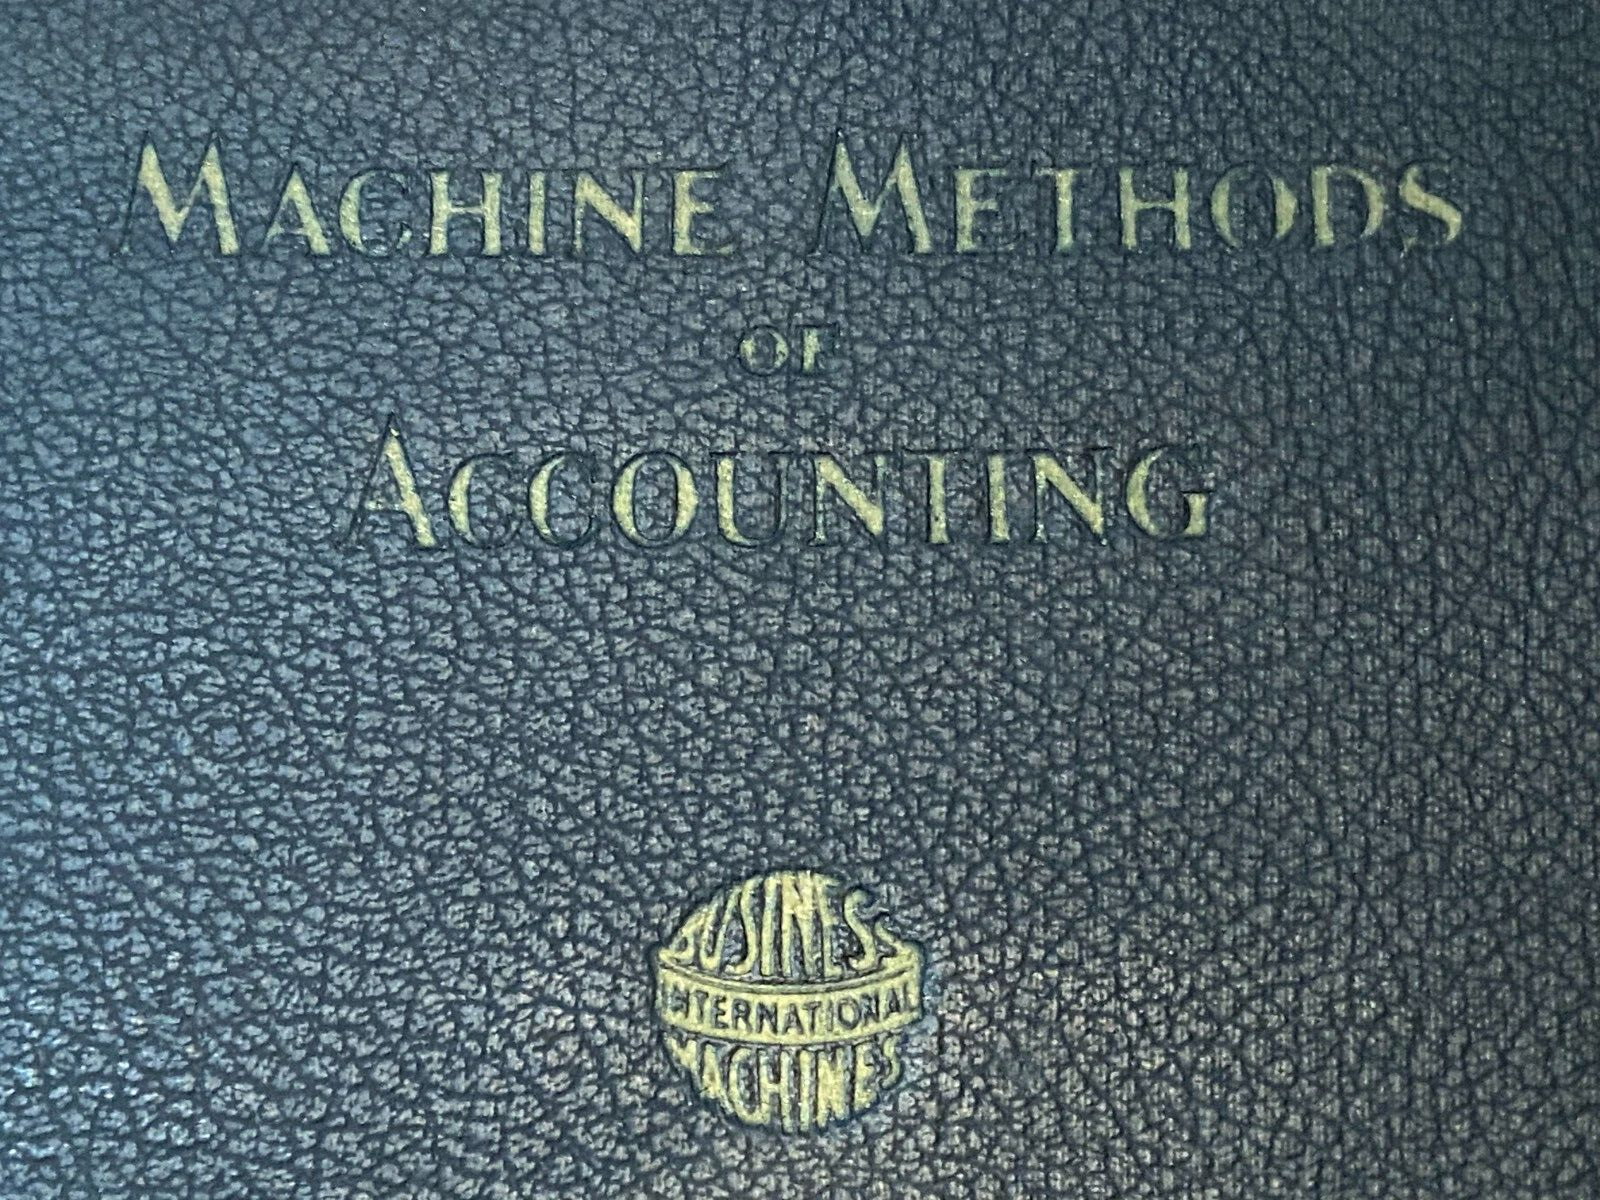 MACHINE METHODS
OF
ACCOUNTING
BUSINESS
INTERNATIONAL
MACHINES